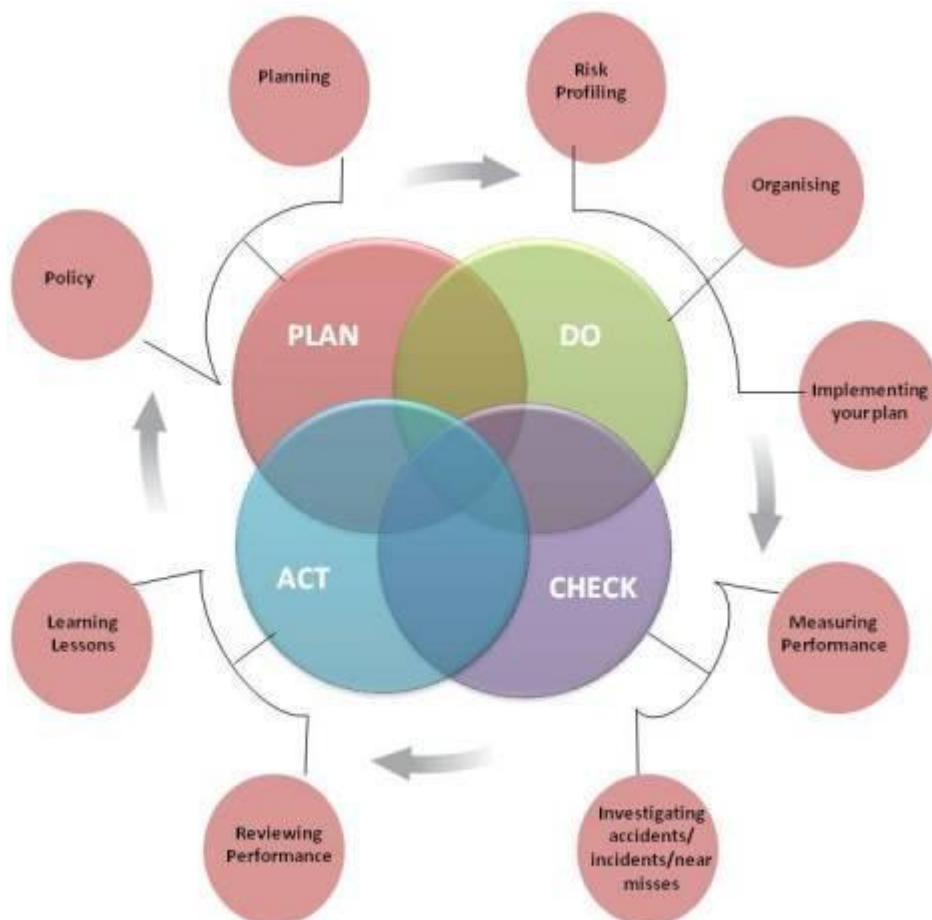 Planning
Risk
Profiling
Organising
Policy
PLAN
DO
Implementing
your plan
ACT
CHECK
Learning
Lessons
Measuring
Performance
Reviewing
Performance
Investigating
accidents/
incidents/near
misses